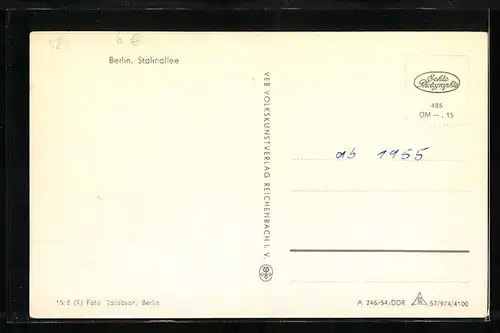 6 €
Berlin, Stalinallee
Echte
Photographie
485
DM -.15
ab 1955
VEB VOLKSKUNSTVERLAG REICHENBACH I. V.
15/5 (X) Foto: Jacobson, Berlin
A 246/54/DDR
57/974/4100